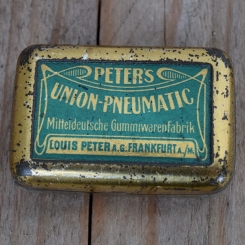 PETERS
UNION-PNEUMATIC
Mitteldeutsche Gummiwarenfabrik
LOUIS PETER A.G. FRANKFURT A./M.